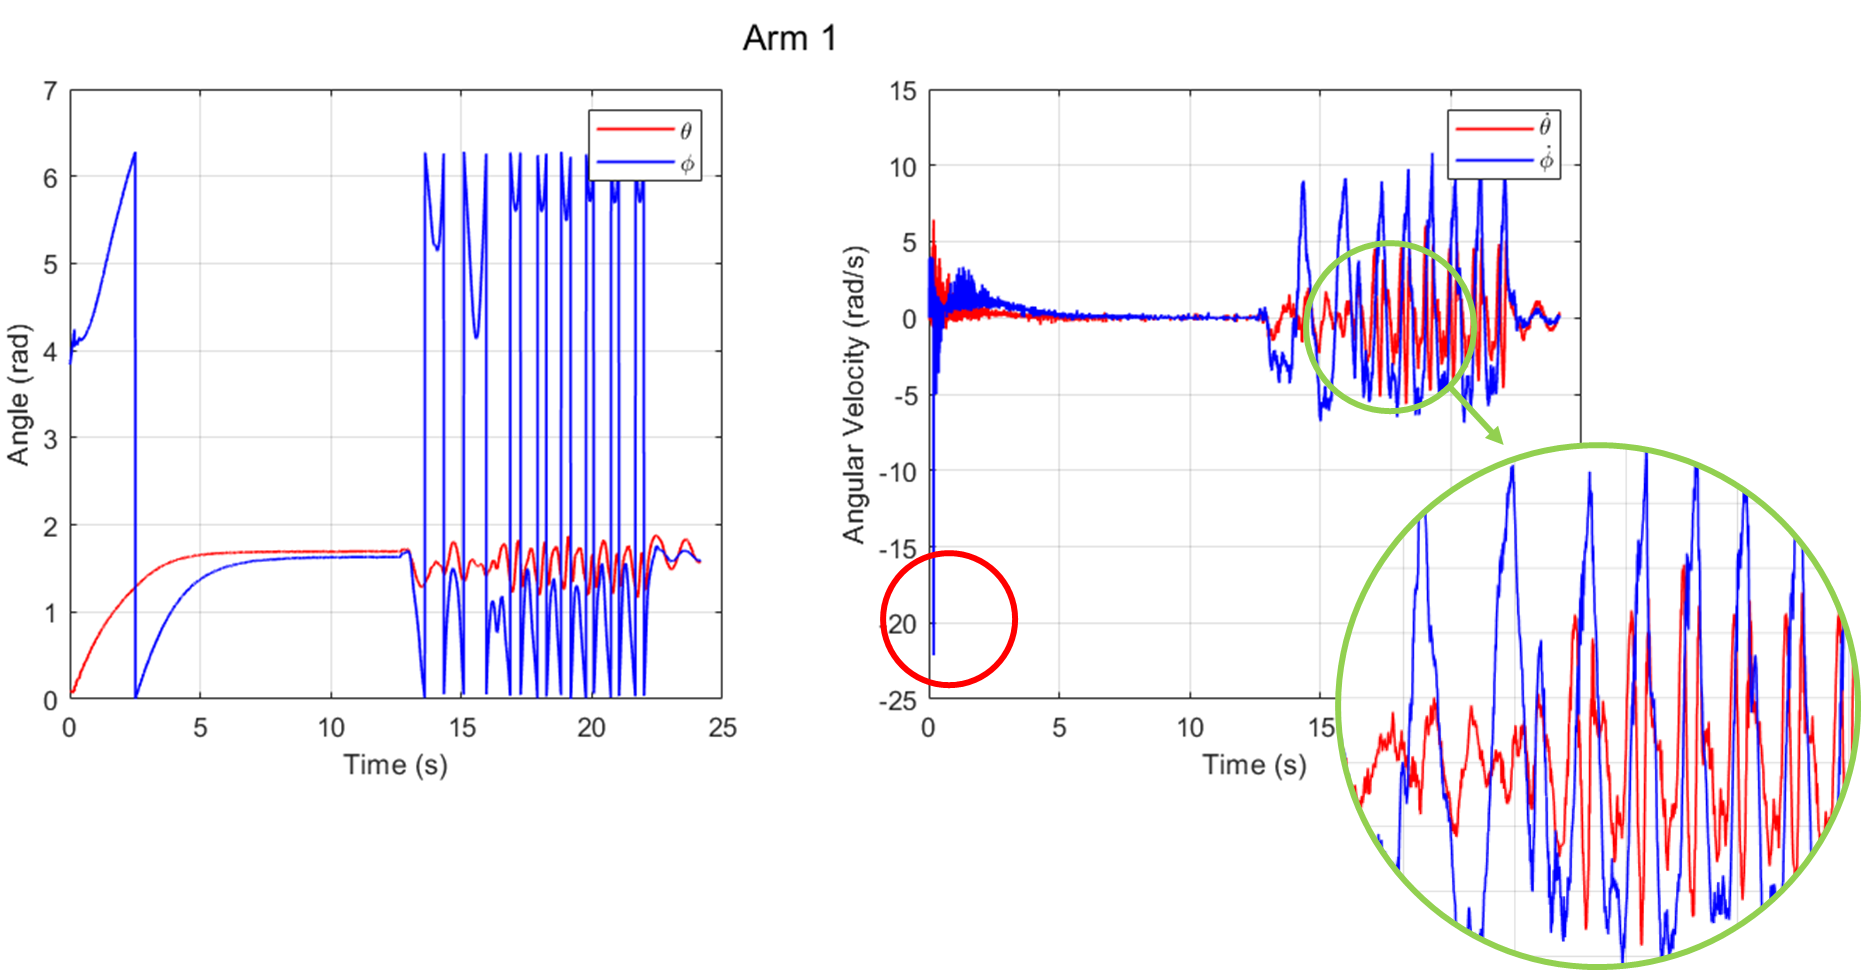 Arm 1
7
6
5
4
3
2
1
0
Angle (rad)
0 5 10 15 20 25
Time (s)
θ
ϕ
15
10
5
0
-5
-10
-15
20
-25
Angular Velocity (rad/s)
0 5 10 15
Time (s)
θ̇
ϕ̇